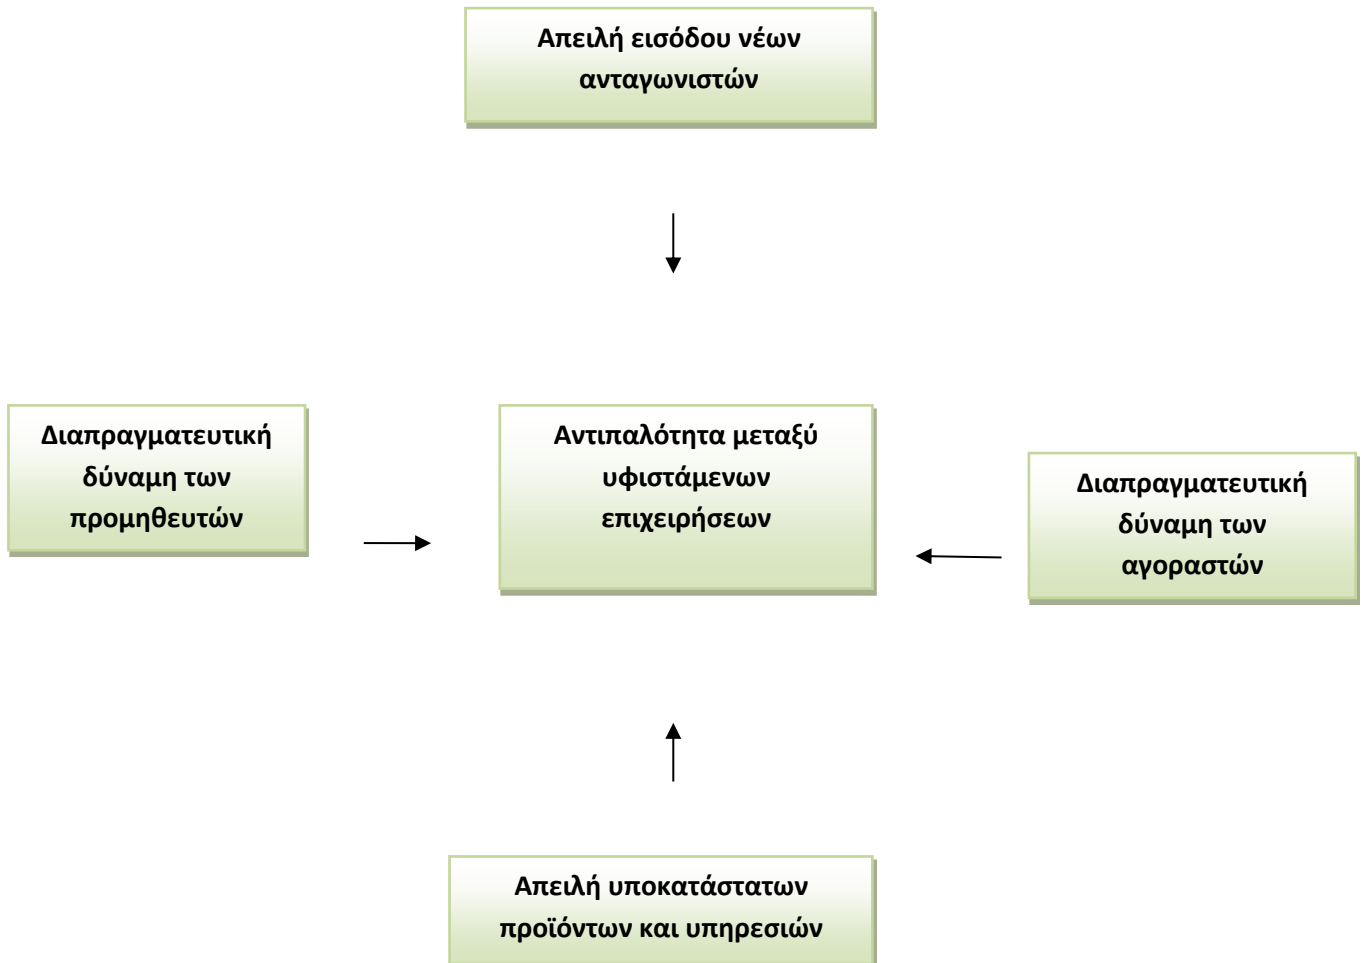 Απειλή εισόδου νέων
ανταγωνιστών
Διαπραγματευτική
δύναμη των
προμηθευτών
Αντιπαλότητα μεταξύ
υφιστάμενων
επιχειρήσεων
Διαπραγματευτική
δύναμη των
αγοραστών
Απειλή υποκατάστατων
προϊόντων και υπηρεσιών